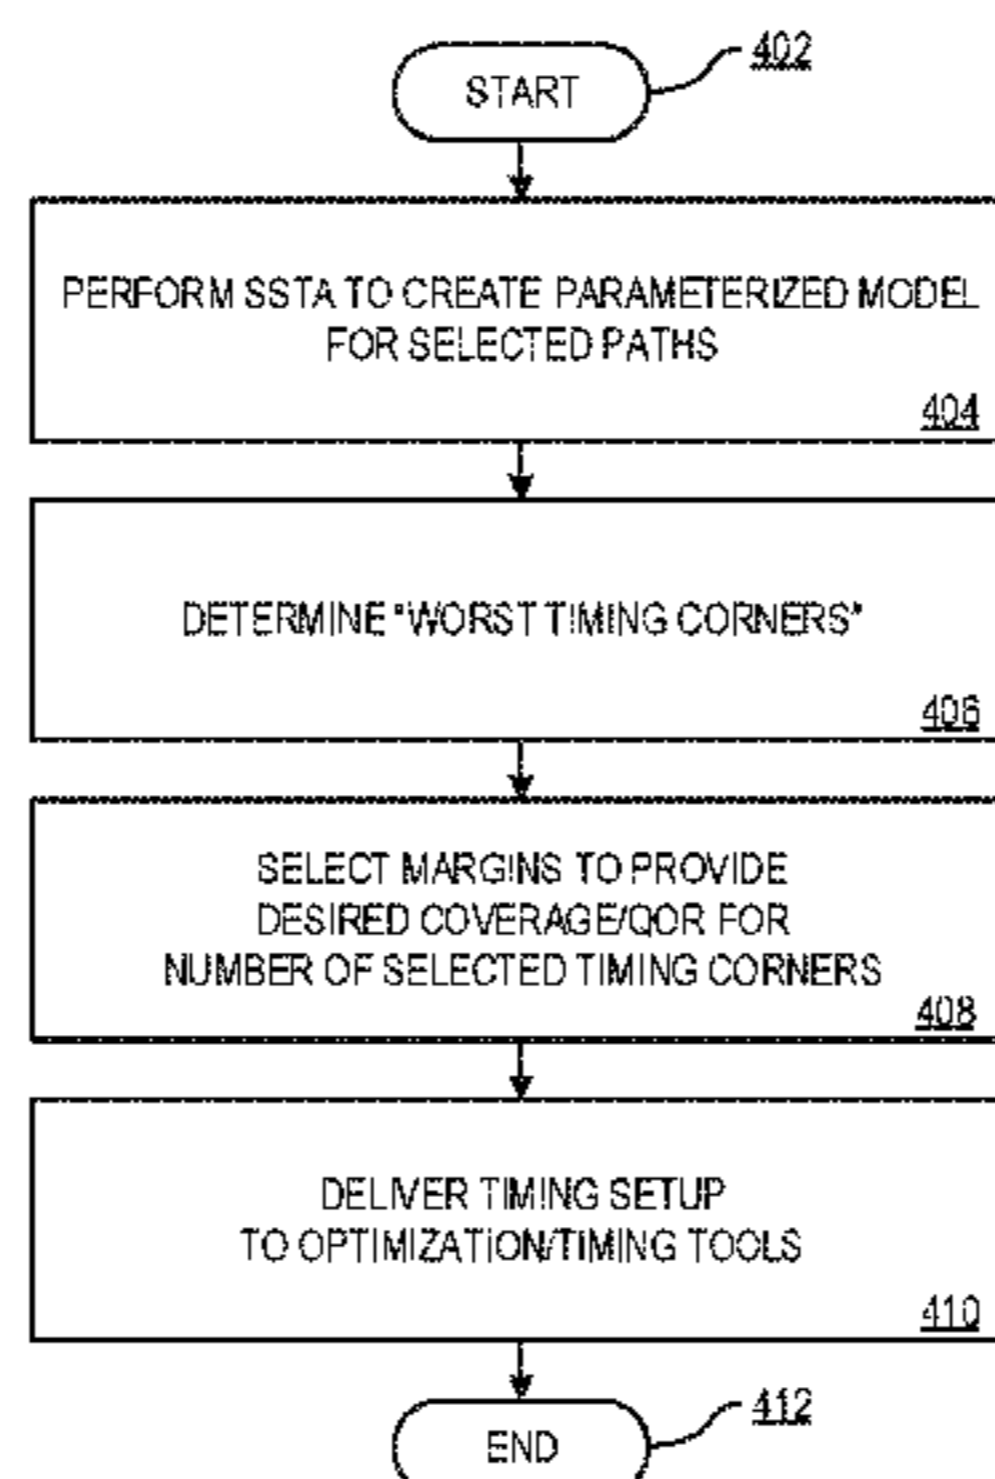 START
402
PERFORM SSTA TO CREATE PARAMETERIZED MODEL
FOR SELECTED PATHS
404
DETERMINE "WORST TIMING CORNERS"
406
SELECT MARGINS TO PROVIDE
DESIRED COVERAGE/QOR FOR
NUMBER OF SELECTED TIMING CORNERS
408
DELIVER TIMING SETUP
TO OPTIMIZATION/TIMING TOOLS
410
END
412